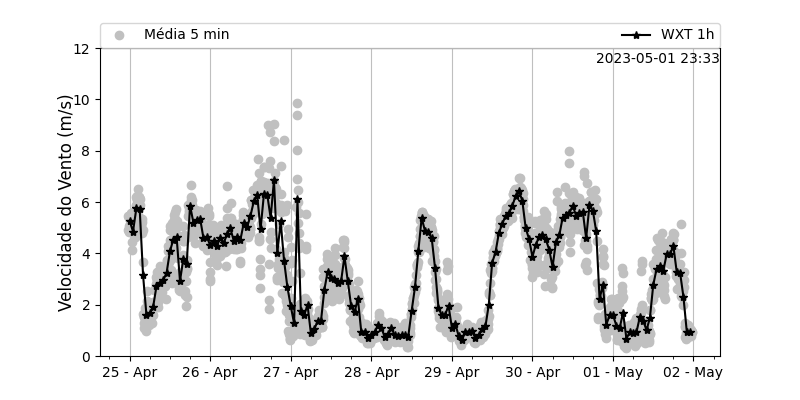 Média 5 min
WXT 1h
2023-05-01 23:33
Velocidade do Vento (m/s)
12
10
8
6
4
2
0
25 - Apr
26 - Apr
27 - Apr
28 - Apr
29 - Apr
30 - Apr
01 - May
02 - May